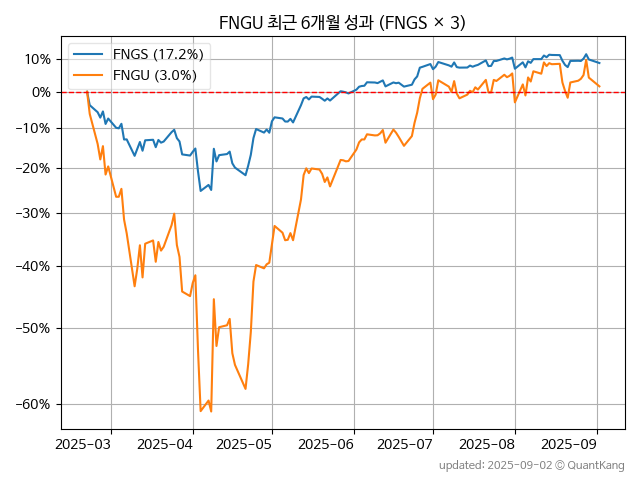 FNGU 최근 6개월 성과 (FNGS × 3)
FNGS (17.2%)
FNGU (3.0%)
10%
0%
−10%
−20%
−30%
−40%
−50%
−60%
2025-03 2025-04 2025-05 2025-06 2025-07 2025-08 2025-09
updated: 2025-09-02 © QuantKang